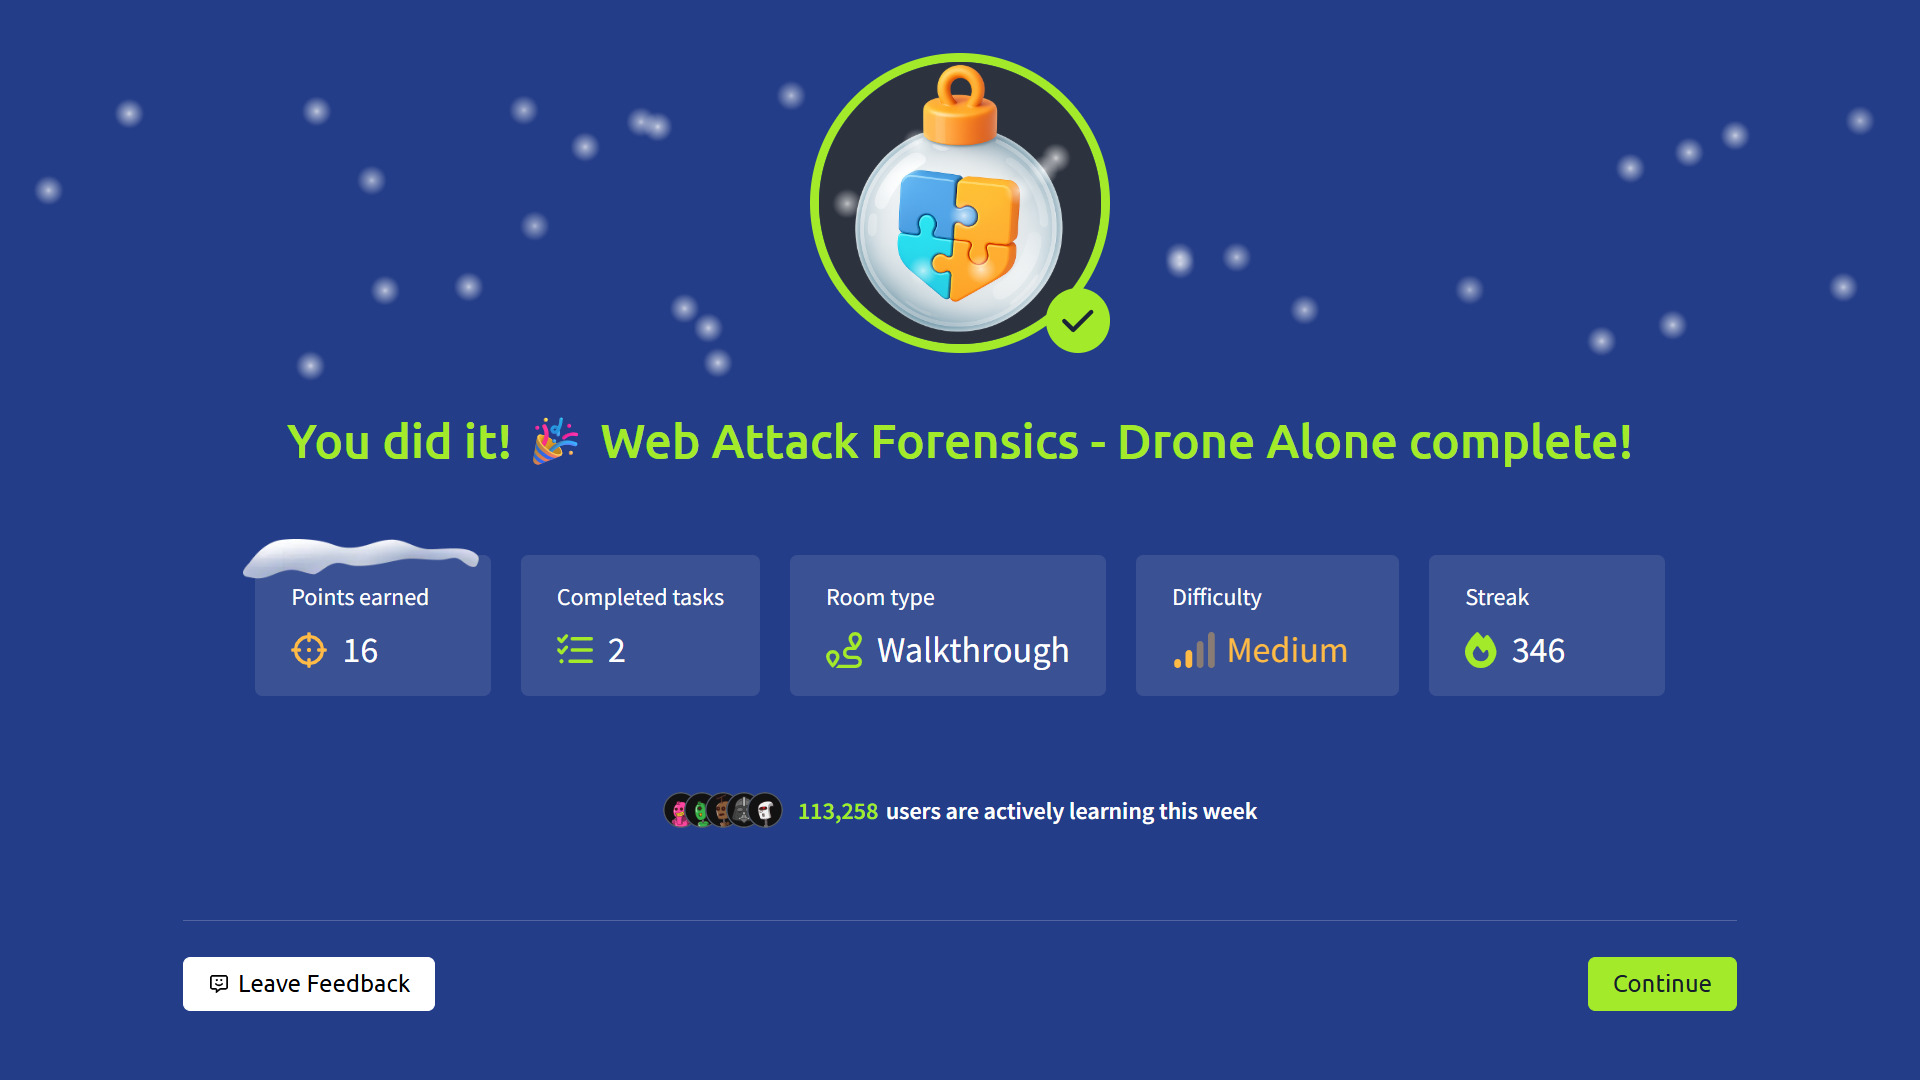 You did it! 🎉 Web Attack Forensics - Drone Alone complete!
Points earned
16
Completed tasks
2
Room type
Walkthrough
Difficulty
Medium
Streak
346
113,258 users are actively learning this week
Leave Feedback
Continue